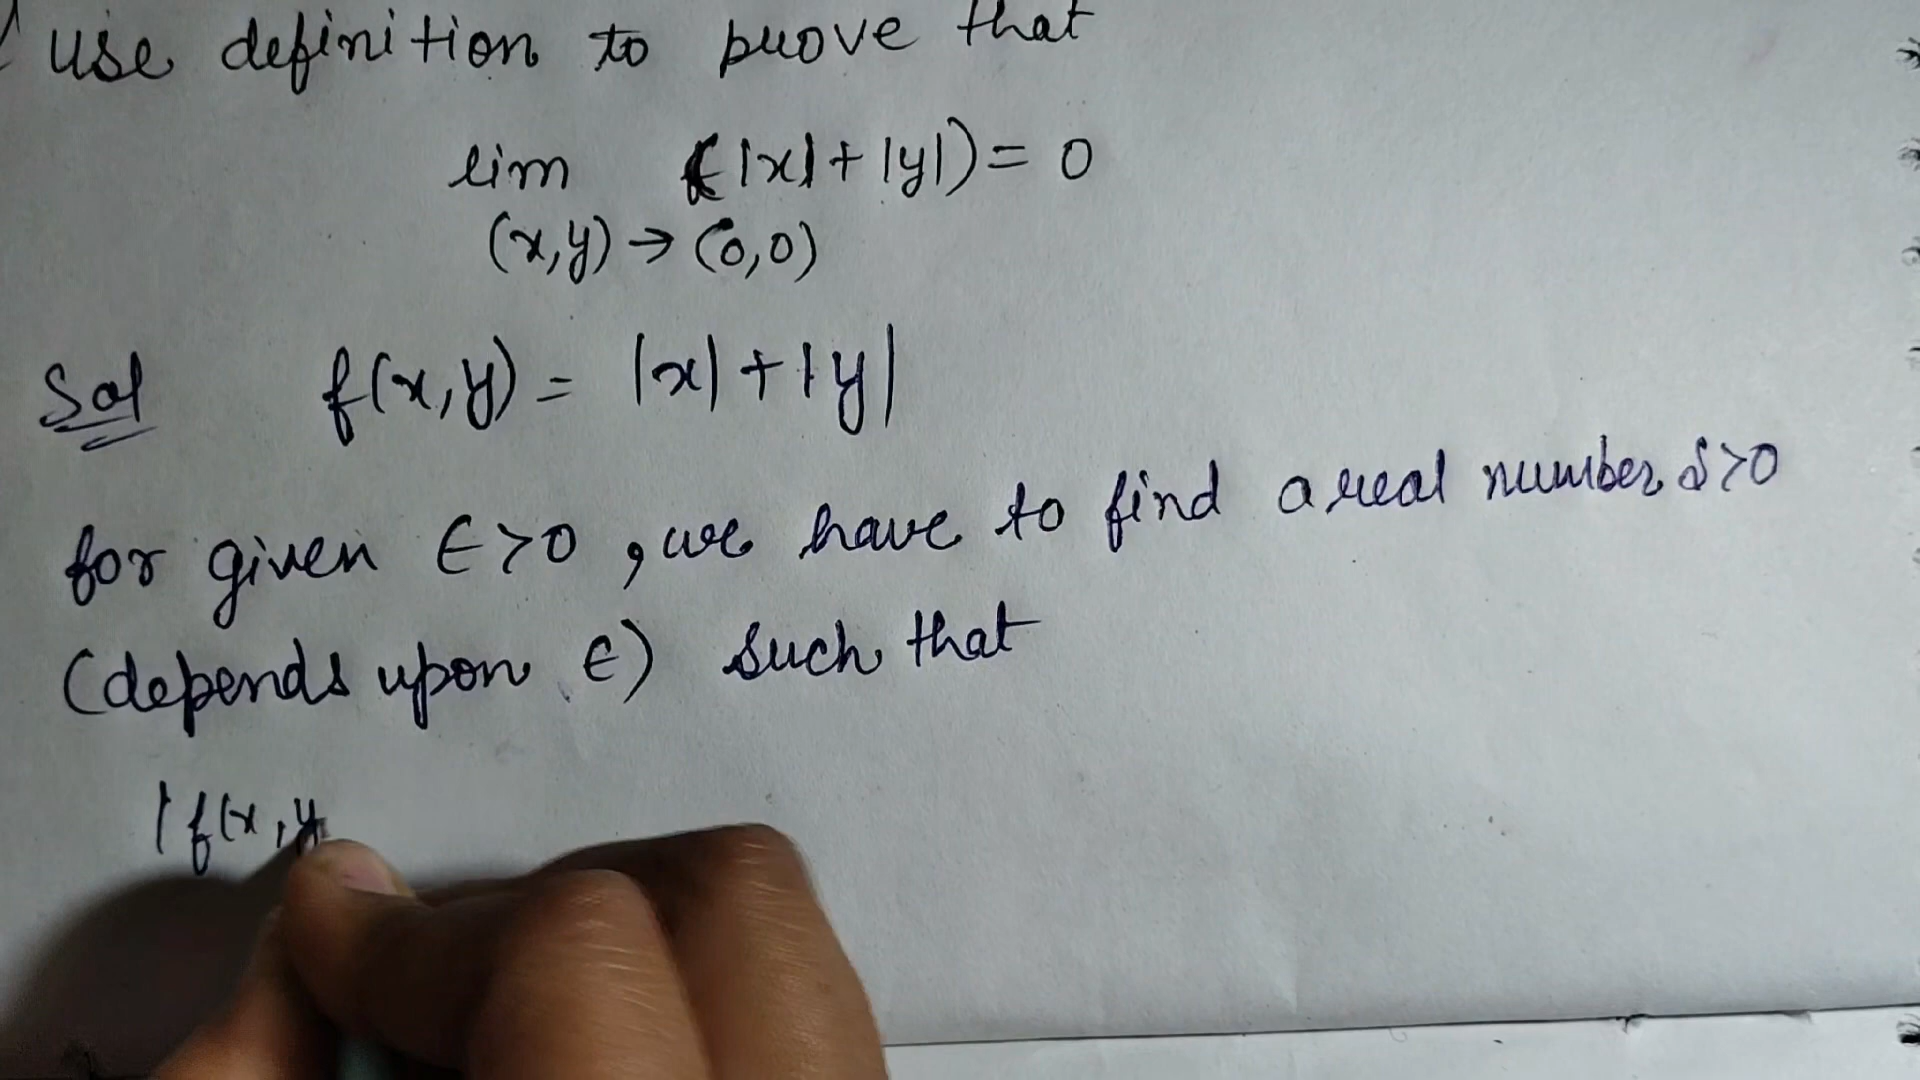 use definition to prove that
lim (|x|+|y|)=0
(x,y)→(0,0)
Sol f(x,y)= |x|+|y|
for given ∈>0, we have to find a real number δ>0
(depends upon ∈) such that
|f(x,y